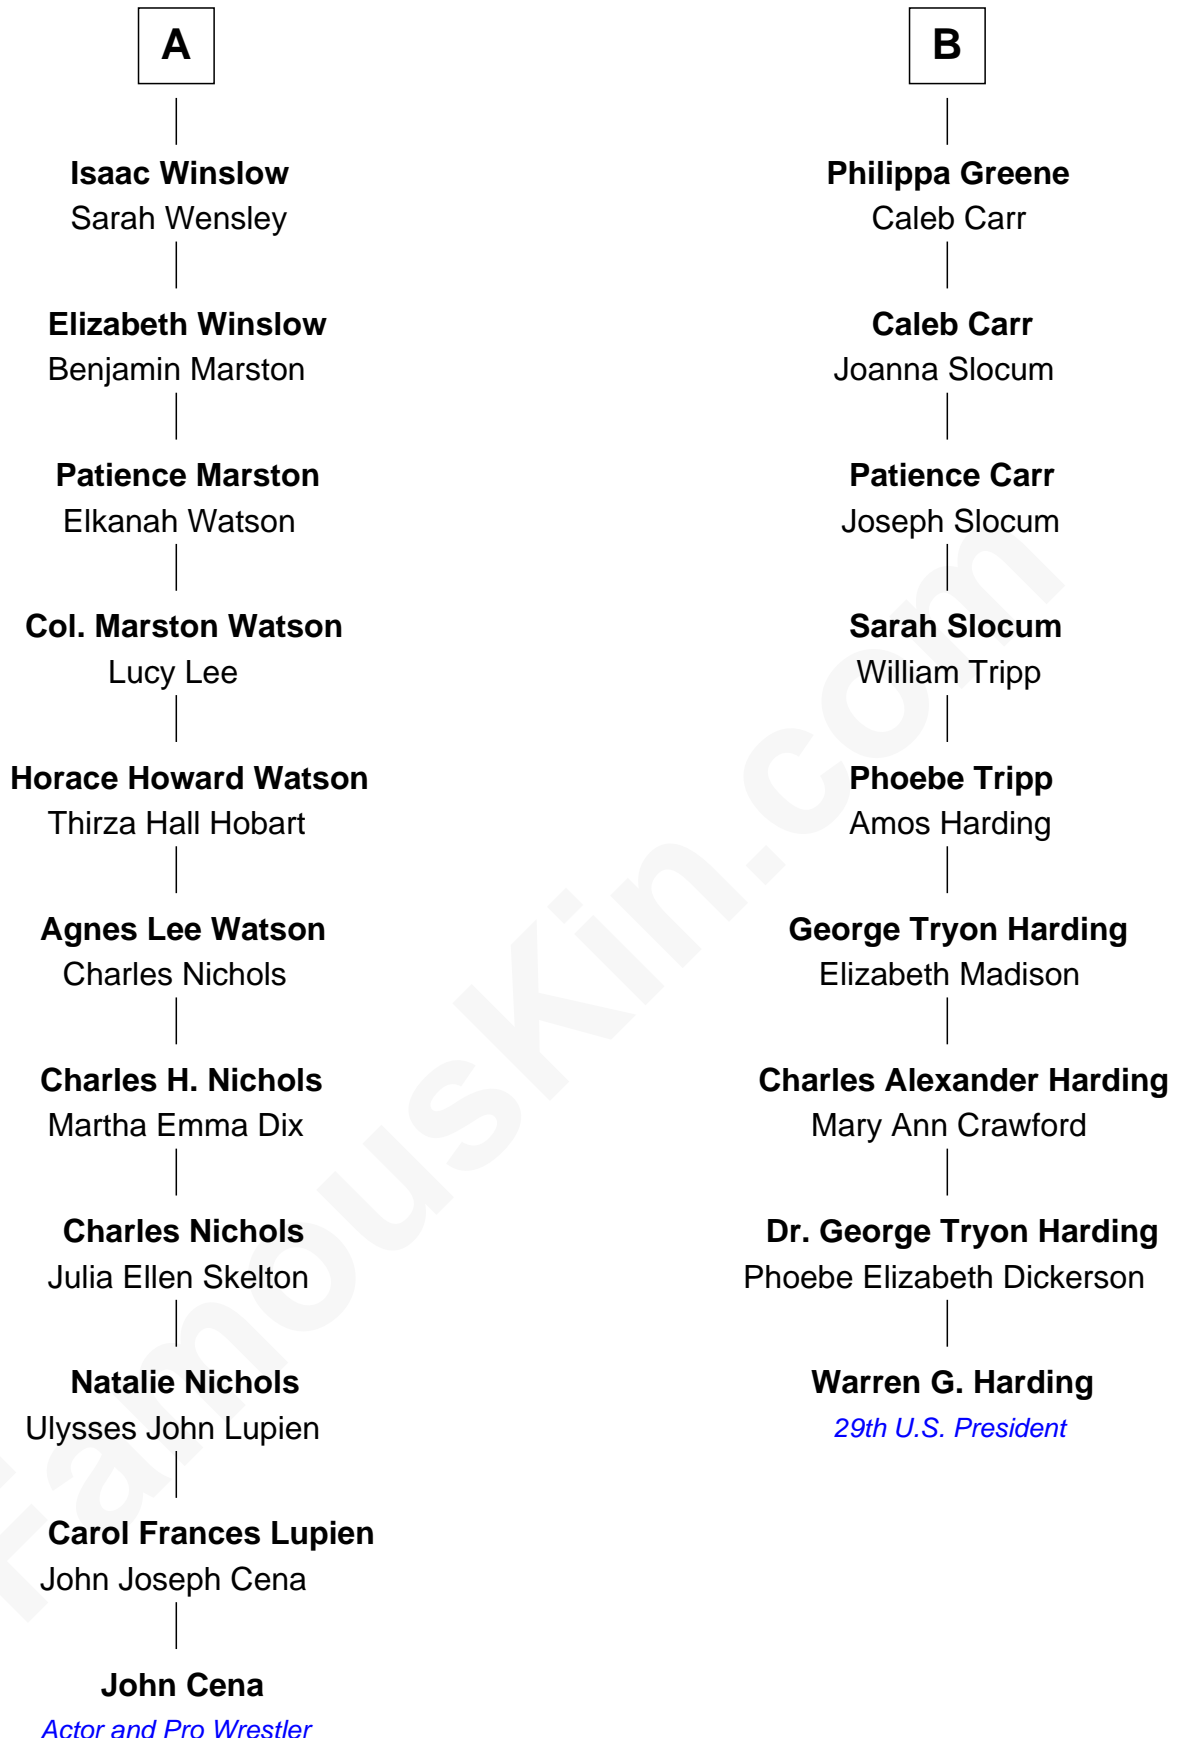 A
Isaac Winslow
Sarah Wensley
Elizabeth Winslow
Benjamin Marston
Patience Marston
Elkanah Watson
Col. Marston Watson
Lucy Lee
Horace Howard Watson
Thirza Hall Hobart
Agnes Lee Watson
Charles Nichols
Charles H. Nichols
Martha Emma Dix
Charles Nichols
Julia Ellen Skelton
Natalie Nichols
Ulysses John Lupien
Carol Frances Lupien
John Joseph Cena
John Cena
Actor and Pro Wrestler
B
Philippa Greene
Caleb Carr
Caleb Carr
Joanna Slocum
Patience Carr
Joseph Slocum
Sarah Slocum
William Tripp
Phoebe Tripp
Amos Harding
George Tryon Harding
Elizabeth Madison
Charles Alexander Harding
Mary Ann Crawford
Dr. George Tryon Harding
Phoebe Elizabeth Dickerson
Warren G. Harding
29th U.S. President
FamousKin.com